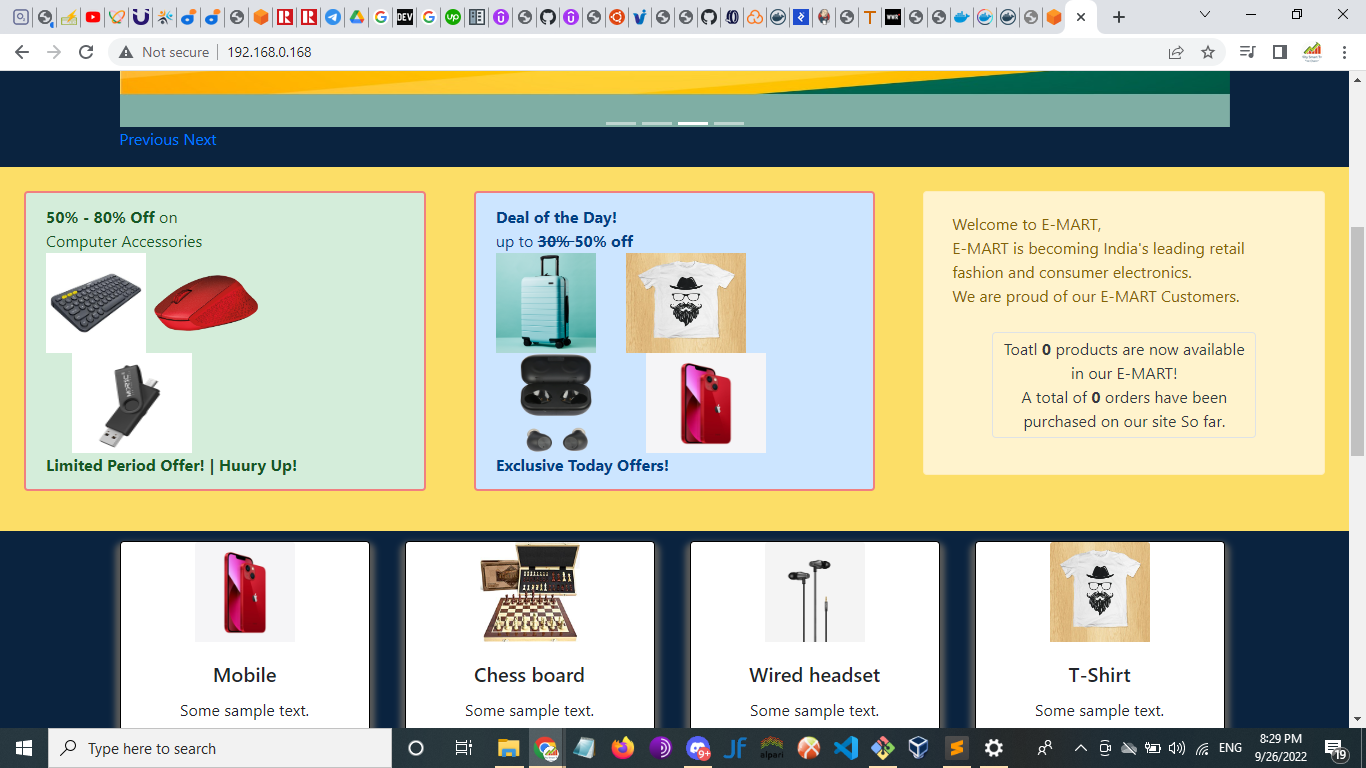 Not secure
192.168.0.168
Previous Next
50% - 80% Off on
Computer Accessories
Limited Period Offer! | Huury Up!
Deal of the Day!
up to 30% 50% off
Exclusive Today Offers!
Welcome to E-MART,
E-MART is becoming India's leading retail
fashion and consumer electronics.
We are proud of our E-MART Customers.
Toatl 0 products are now available
in our E-MART!
A total of 0 orders have been
purchased on our site So far.
Mobile
Some sample text.
Chess board
Some sample text.
Wired headset
Some sample text.
T-Shirt
Some sample text.
Type here to search
ENG
8:29 PM
9/26/2022
19